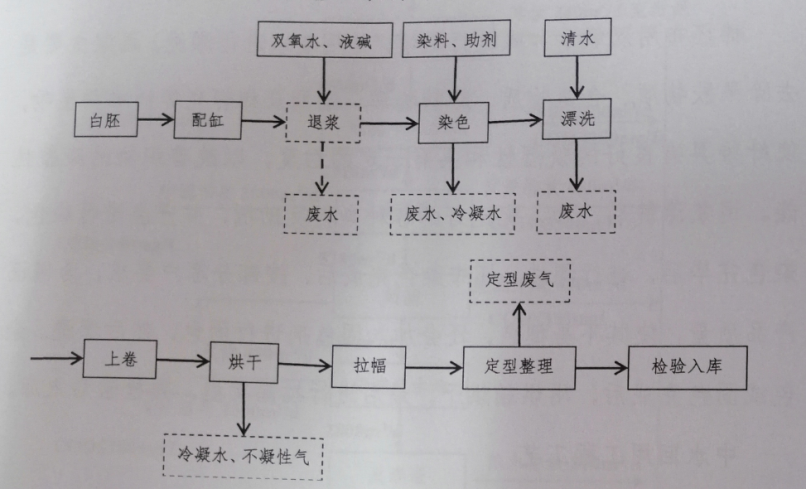 双氧水、液碱
染料、助剂
清水
白胚
配缸
退浆
染色
漂洗
废水
废水、冷凝水
废水
定型废气
上卷
烘干
拉幅
定型整理
检验入库
冷凝水、不凝性气